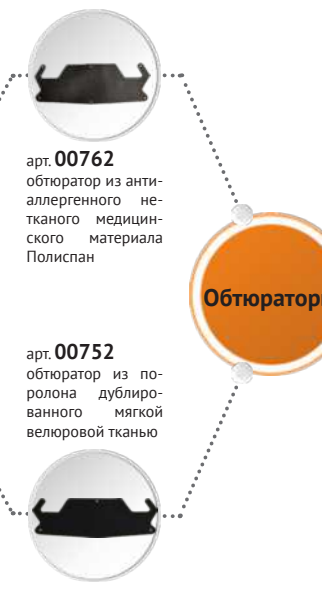 арт. 00762
обтюратор из анти-
аллергенного не-
тканого медицин-
ского материала
Полиспан
Обтюратор
арт. 00752
обтюратор из по-
ролона дублиро-
ванного мягкой
велюровой тканью